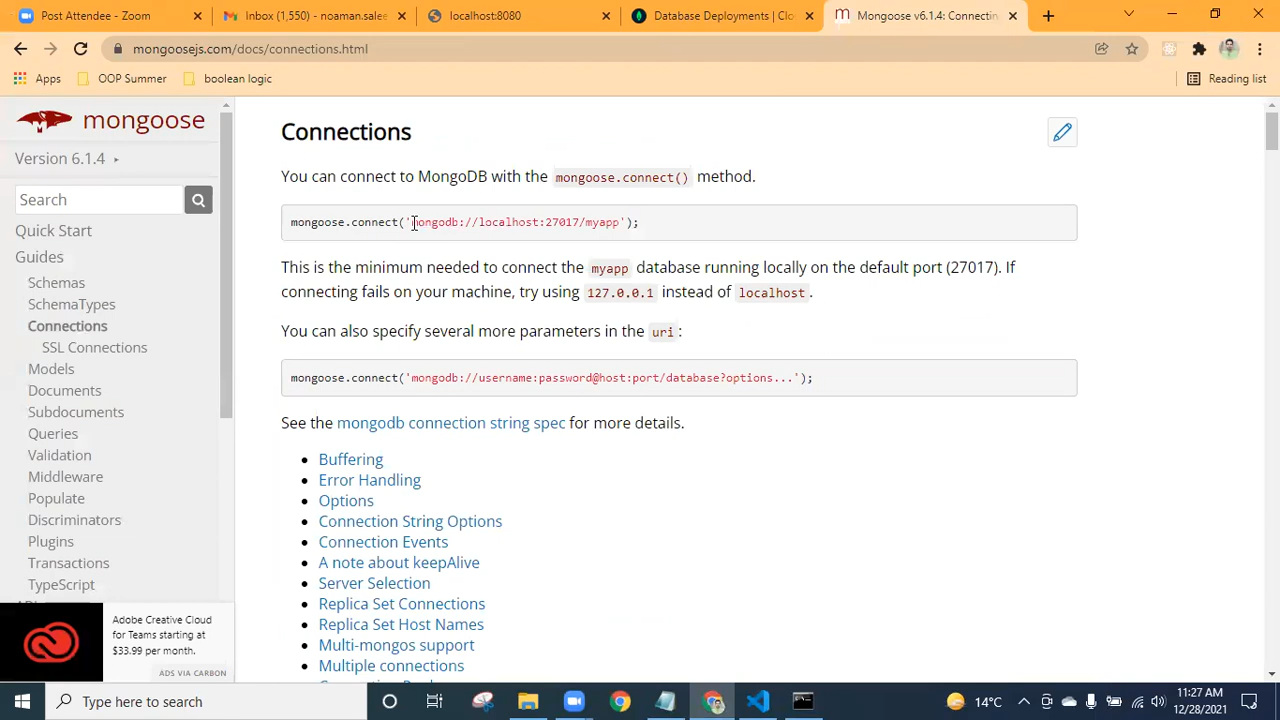 Post Attendee - Zoom
Inbox (1,550) - noaman.salee
localhost:8080
Database Deployments | Clo
Mongoose v6.1.4: Connectin
mongoosejs.com/docs/connections.html
Apps
OOP Summer
boolean logic
Reading list
mongoose
Version 6.1.4
Search
Quick Start
Guides
Schemas
SchemaTypes
Connections
SSL Connections
Models
Documents
Subdocuments
Queries
Validation
Middleware
Populate
Discriminators
Plugins
Transactions
TypeScript
Adobe Creative Cloud
for Teams starting at
$33.99 per month.
ADS VIA CARBON
Connections
You can connect to MongoDB with the mongoose.connect() method.
mongoose.connect('mongodb://localhost:27017/myapp');
This is the minimum needed to connect the myapp database running locally on the default port (27017). If
connecting fails on your machine, try using 127.0.0.1 instead of localhost.
You can also specify several more parameters in the uri:
mongoose.connect('mongodb://username:password@host:port/database?options...');
See the mongodb connection string spec for more details.
Buffering
Error Handling
Options
Connection String Options
Connection Events
A note about keepAlive
Server Selection
Replica Set Connections
Replica Set Host Names
Multi-mongos support
Multiple connections
Type here to search
14°C
11:27 AM
12/28/2021